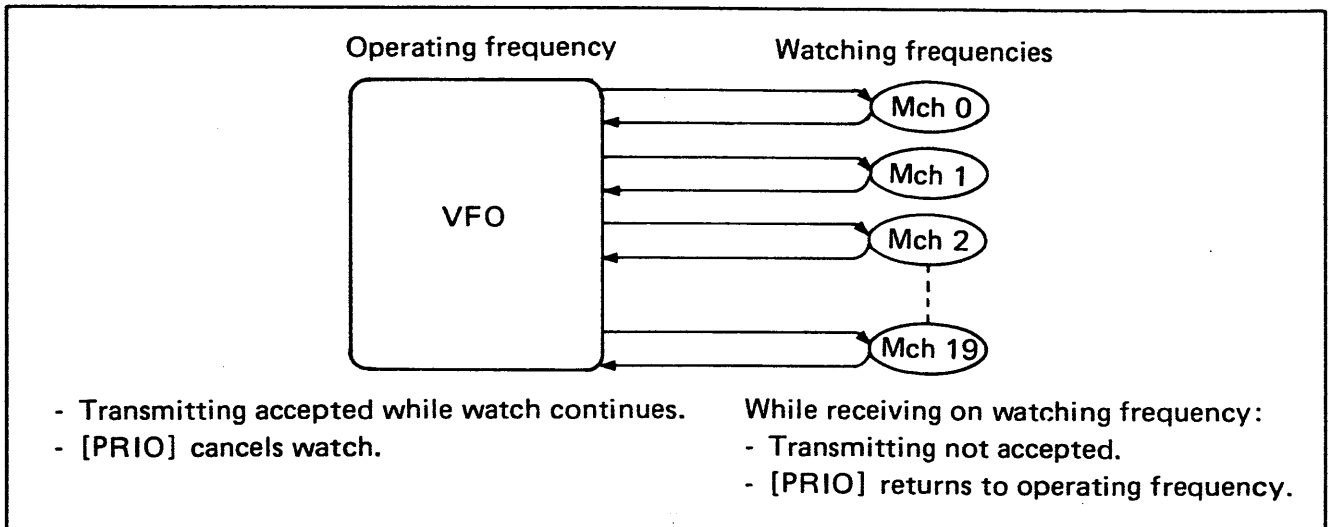 Operating frequency
Watching frequencies
VFO
Mch 0
Mch 1
Mch 2
Mch 19
- Transmitting accepted while watch continues.
- [PRIO] cancels watch.
While receiving on watching frequency:
- Transmitting not accepted.
- [PRIO] returns to operating frequency.